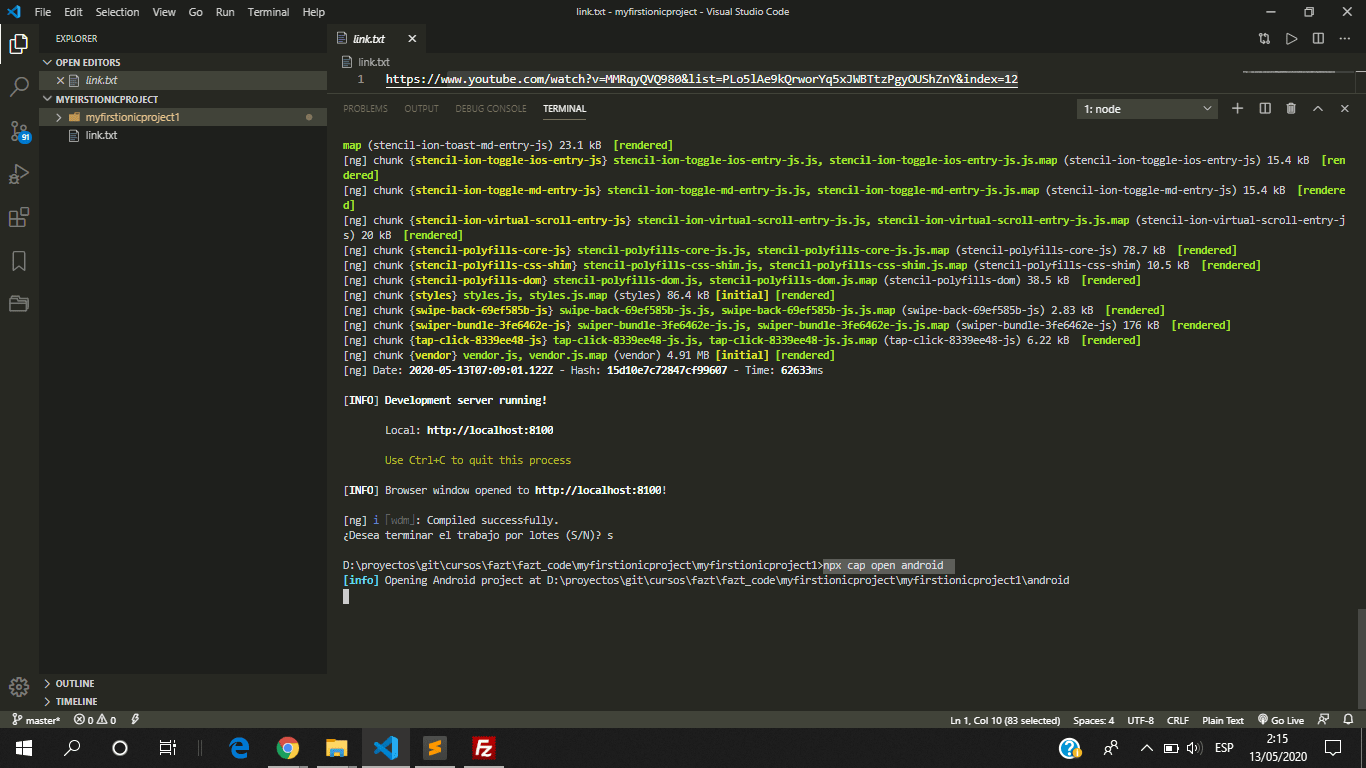 File Edit Selection View Go Run Terminal Help link.txt - myfirstionicproject - Visual Studio Code
EXPLORER
OPEN EDITORS
link.txt
MYFIRSTIONICPROJECT
myfirstionicproject1
link.txt
91
OUTLINE
TIMELINE
link.txt
link.txt
1 https://www.youtube.com/watch?v=MMRqyQVQ980&list=PLo5lAe9kQrworYq5xJWBTtzPgyOUShZnY&index=12
PROBLEMS OUTPUT DEBUG CONSOLE TERMINAL 1: node
map (stencil-ion-toast-md-entry-js) 23.1 kB [rendered]
[ng] chunk {stencil-ion-toggle-ios-entry-js} stencil-ion-toggle-ios-entry-js.js, stencil-ion-toggle-ios-entry-js.js.map (stencil-ion-toggle-ios-entry-js) 15.4 kB [ren
dered]
[ng] chunk {stencil-ion-toggle-md-entry-js} stencil-ion-toggle-md-entry-js.js, stencil-ion-toggle-md-entry-js.js.map (stencil-ion-toggle-md-entry-js) 15.4 kB [rendere
d]
[ng] chunk {stencil-ion-virtual-scroll-entry-js} stencil-ion-virtual-scroll-entry-js.js, stencil-ion-virtual-scroll-entry-js.js.map (stencil-ion-virtual-scroll-entry-j
s) 20 kB [rendered]
[ng] chunk {stencil-polyfills-core-js} stencil-polyfills-core-js.js, stencil-polyfills-core-js.js.map (stencil-polyfills-core-js) 78.7 kB [rendered]
[ng] chunk {stencil-polyfills-css-shim} stencil-polyfills-css-shim.js, stencil-polyfills-css-shim.js.map (stencil-polyfills-css-shim) 10.5 kB [rendered]
[ng] chunk {stencil-polyfills-dom} stencil-polyfills-dom.js, stencil-polyfills-dom.js.map (stencil-polyfills-dom) 38.5 kB [rendered]
[ng] chunk {styles} styles.js, styles.js.map (styles) 86.4 kB [initial] [rendered]
[ng] chunk {swipe-back-69ef585b-js} swipe-back-69ef585b-js.js, swipe-back-69ef585b-js.js.map (swipe-back-69ef585b-js) 2.83 kB [rendered]
[ng] chunk {swiper-bundle-3fe6462e-js} swiper-bundle-3fe6462e-js.js, swiper-bundle-3fe6462e-js.js.map (swiper-bundle-3fe6462e-js) 176 kB [rendered]
[ng] chunk {tap-click-8339ee48-js} tap-click-8339ee48-js.js, tap-click-8339ee48-js.js.map (tap-click-8339ee48-js) 6.22 kB [rendered]
[ng] chunk {vendor} vendor.js, vendor.js.map (vendor) 4.91 MB [initial] [rendered]
[ng] Date: 2020-05-13T07:09:01.122Z - Hash: 15d10e7c72847cf99607 - Time: 62633ms
[INFO] Development server running!
Local: http://localhost:8100
Use Ctrl+C to quit this process
[INFO] Browser window opened to http://localhost:8100!
[ng] i ｢wdm｣: Compiled successfully.
¿Desea terminar el trabajo por lotes (S/N)? s
D:\proyectos\git\cursos\fazt\fazt_code\myfirstionicproject\myfirstionicproject1>npx cap open android
[info] Opening Android project at D:\proyectos\git\cursos\fazt\fazt_code\myfirstionicproject\myfirstionicproject1\android
master* 0 0 Ln 1, Col 10 (83 selected) Spaces: 4 UTF-8 CRLF Plain Text Go Live
ESP
2:15
13/05/2020